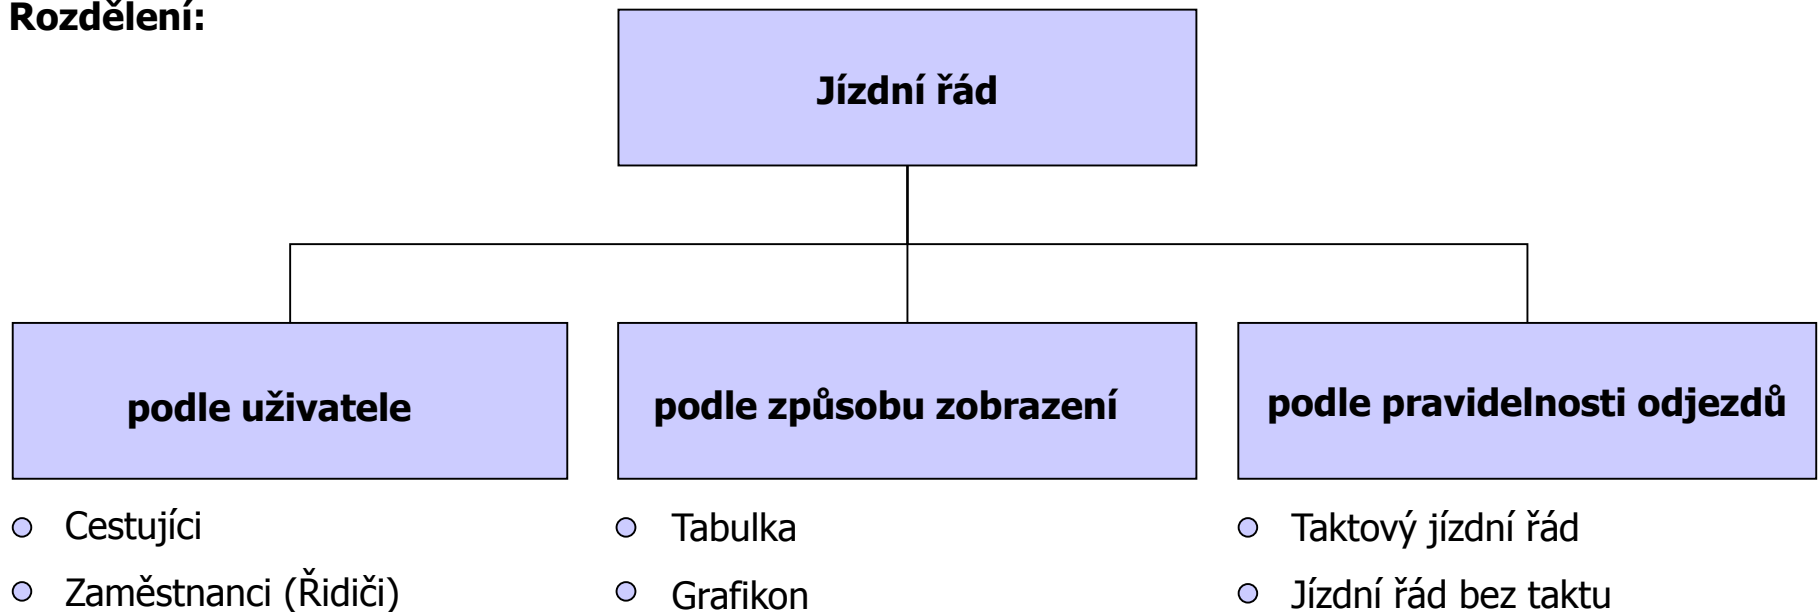 Rozdělení:
Jízdní řád
podle uživatele
podle způsobu zobrazení
podle pravidelnosti odjezdů
Cestujíci
Zaměstnanci (Řidiči)
Tabulka
Grafikon
Taktový jízdní řád
Jízdní řád bez taktu